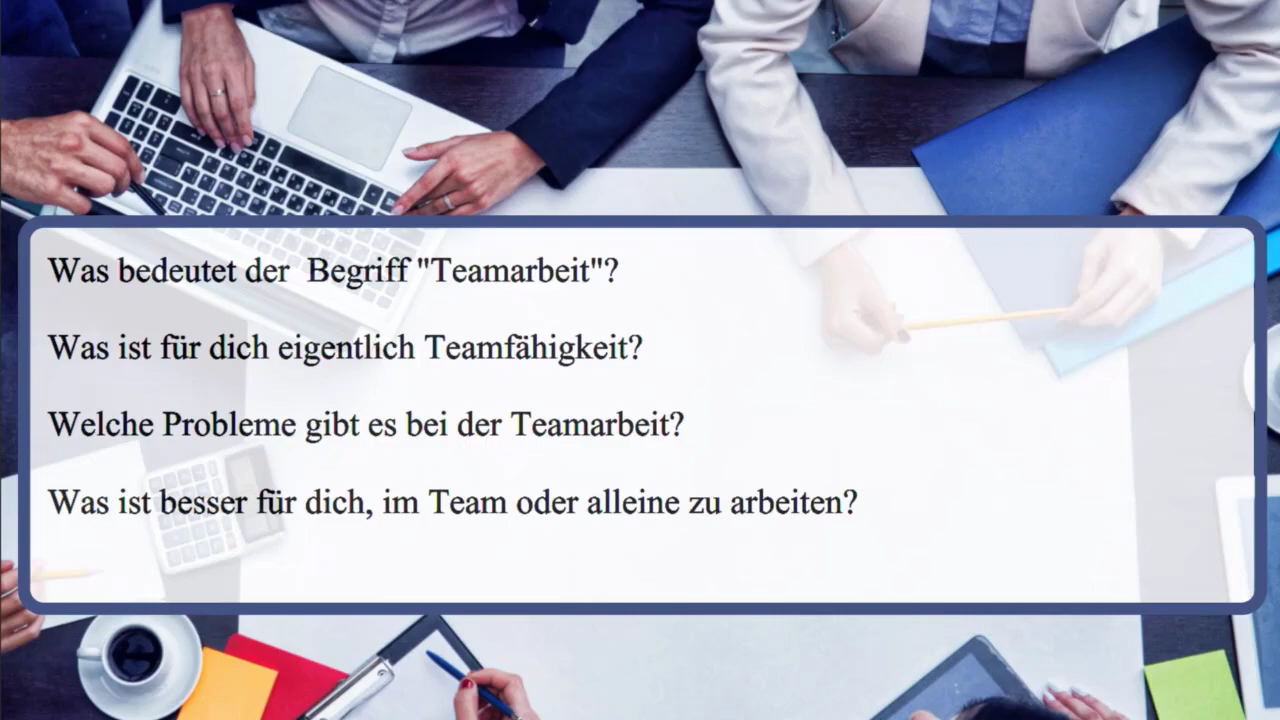 Was bedeutet der  Begriff "Teamarbeit"?
Was ist für dich eigentlich Teamfähigkeit?
Welche Probleme gibt es bei der Teamarbeit?
Was ist besser für dich, im Team oder alleine zu arbeiten?